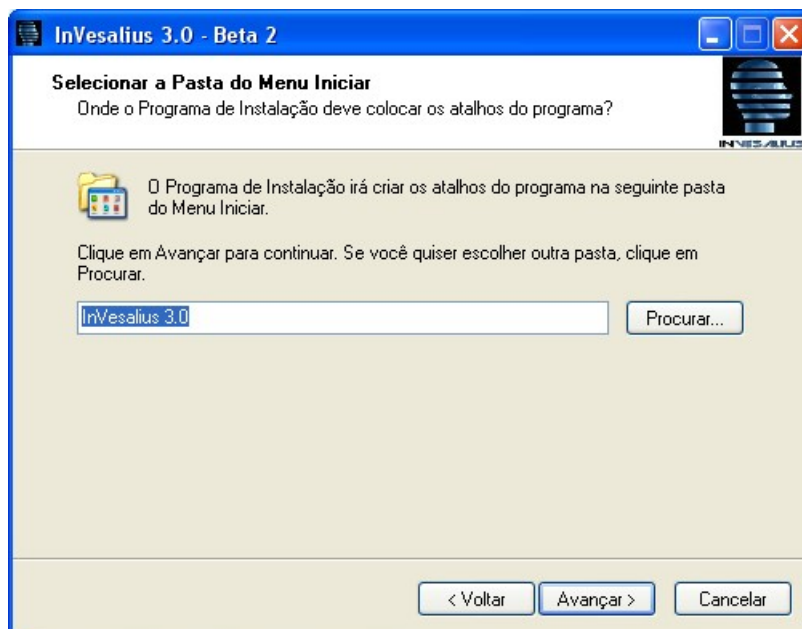 InVesalius 3.0 - Beta 2
Selecionar a Pasta do Menu Iniciar
Onde o Programa de Instalação deve colocar os atalhos do programa?
INVESALIUS
O Programa de Instalação irá criar os atalhos do programa na seguinte pasta
do Menu Iniciar.
Clique em Avançar para continuar. Se você quiser escolher outra pasta, clique em
Procurar.
InVesalius 3.0
Procurar...
< Voltar
Avançar >
Cancelar